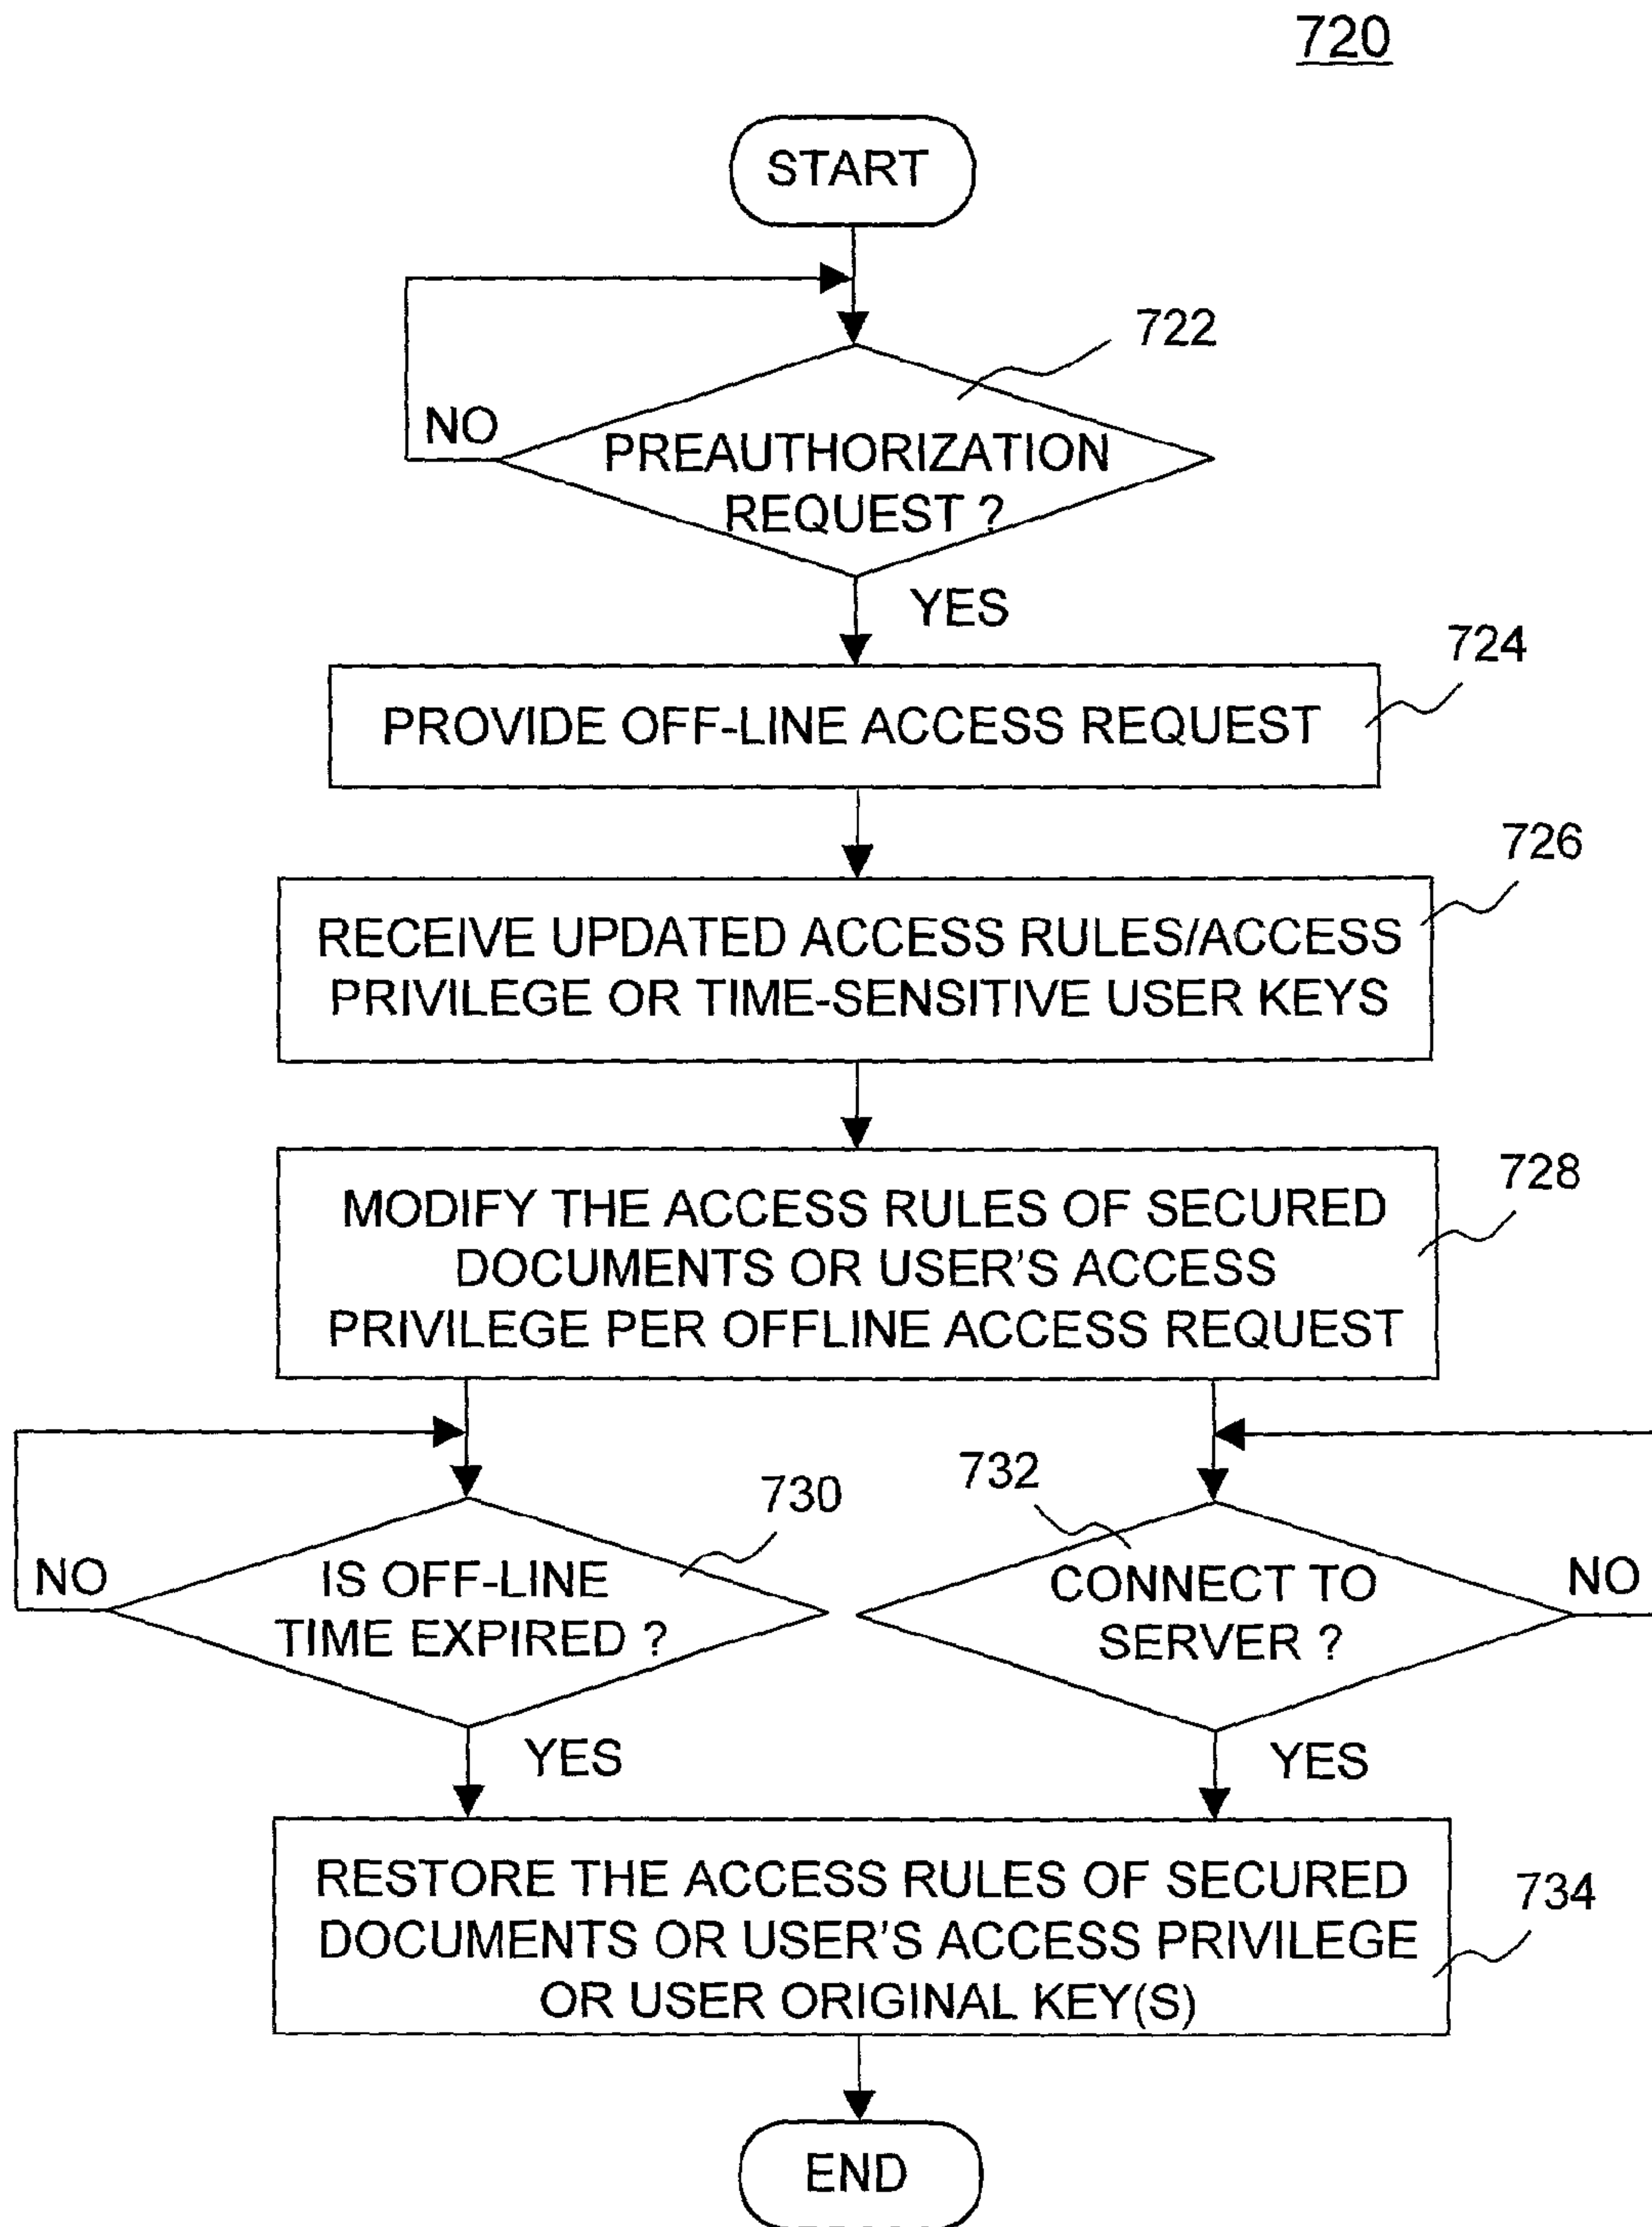 720
START
722
NO
PREAUTHORIZATION
REQUEST ?
YES
724
PROVIDE OFF-LINE ACCESS REQUEST
726
RECEIVE UPDATED ACCESS RULES/ACCESS
PRIVILEGE OR TIME-SENSITIVE USER KEYS
728
MODIFY THE ACCESS RULES OF SECURED
DOCUMENTS OR USER'S ACCESS
PRIVILEGE PER OFFLINE ACCESS REQUEST
730
NO
IS OFF-LINE
TIME EXPIRED ?
YES
732
CONNECT TO
SERVER ?
NO
YES
734
RESTORE THE ACCESS RULES OF SECURED
DOCUMENTS OR USER'S ACCESS PRIVILEGE
OR USER ORIGINAL KEY(S)
END